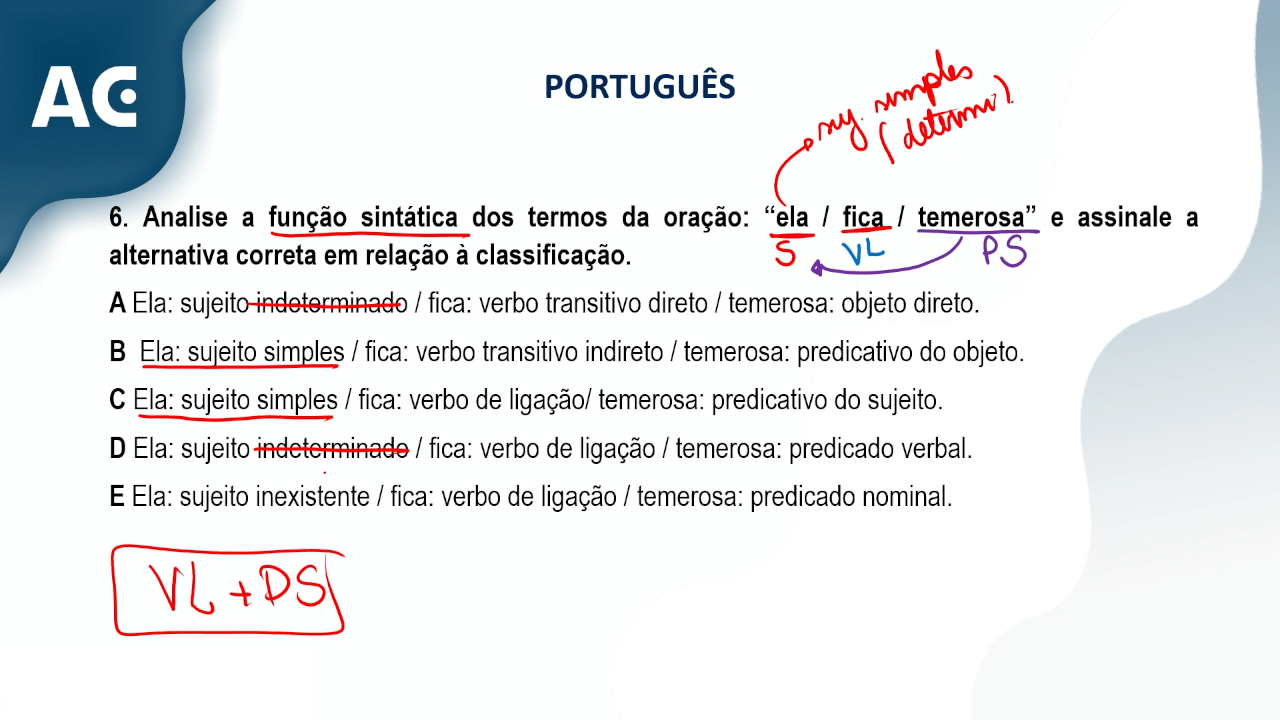 AC
PORTUGUÊS
suj. simples
(determi.)
6. Analise a função sintática dos termos da oração: “ela / fica / temerosa” e assinale a
S VL PS
alternativa correta em relação à classificação.
A Ela: sujeito indeterminado / fica: verbo transitivo direto / temerosa: objeto direto.
B Ela: sujeito simples / fica: verbo transitivo indireto / temerosa: predicativo do objeto.
C Ela: sujeito simples / fica: verbo de ligação/ temerosa: predicativo do sujeito.
D Ela: sujeito indeterminado / fica: verbo de ligação / temerosa: predicado verbal.
E Ela: sujeito inexistente / fica: verbo de ligação / temerosa: predicado nominal.
VL + PS